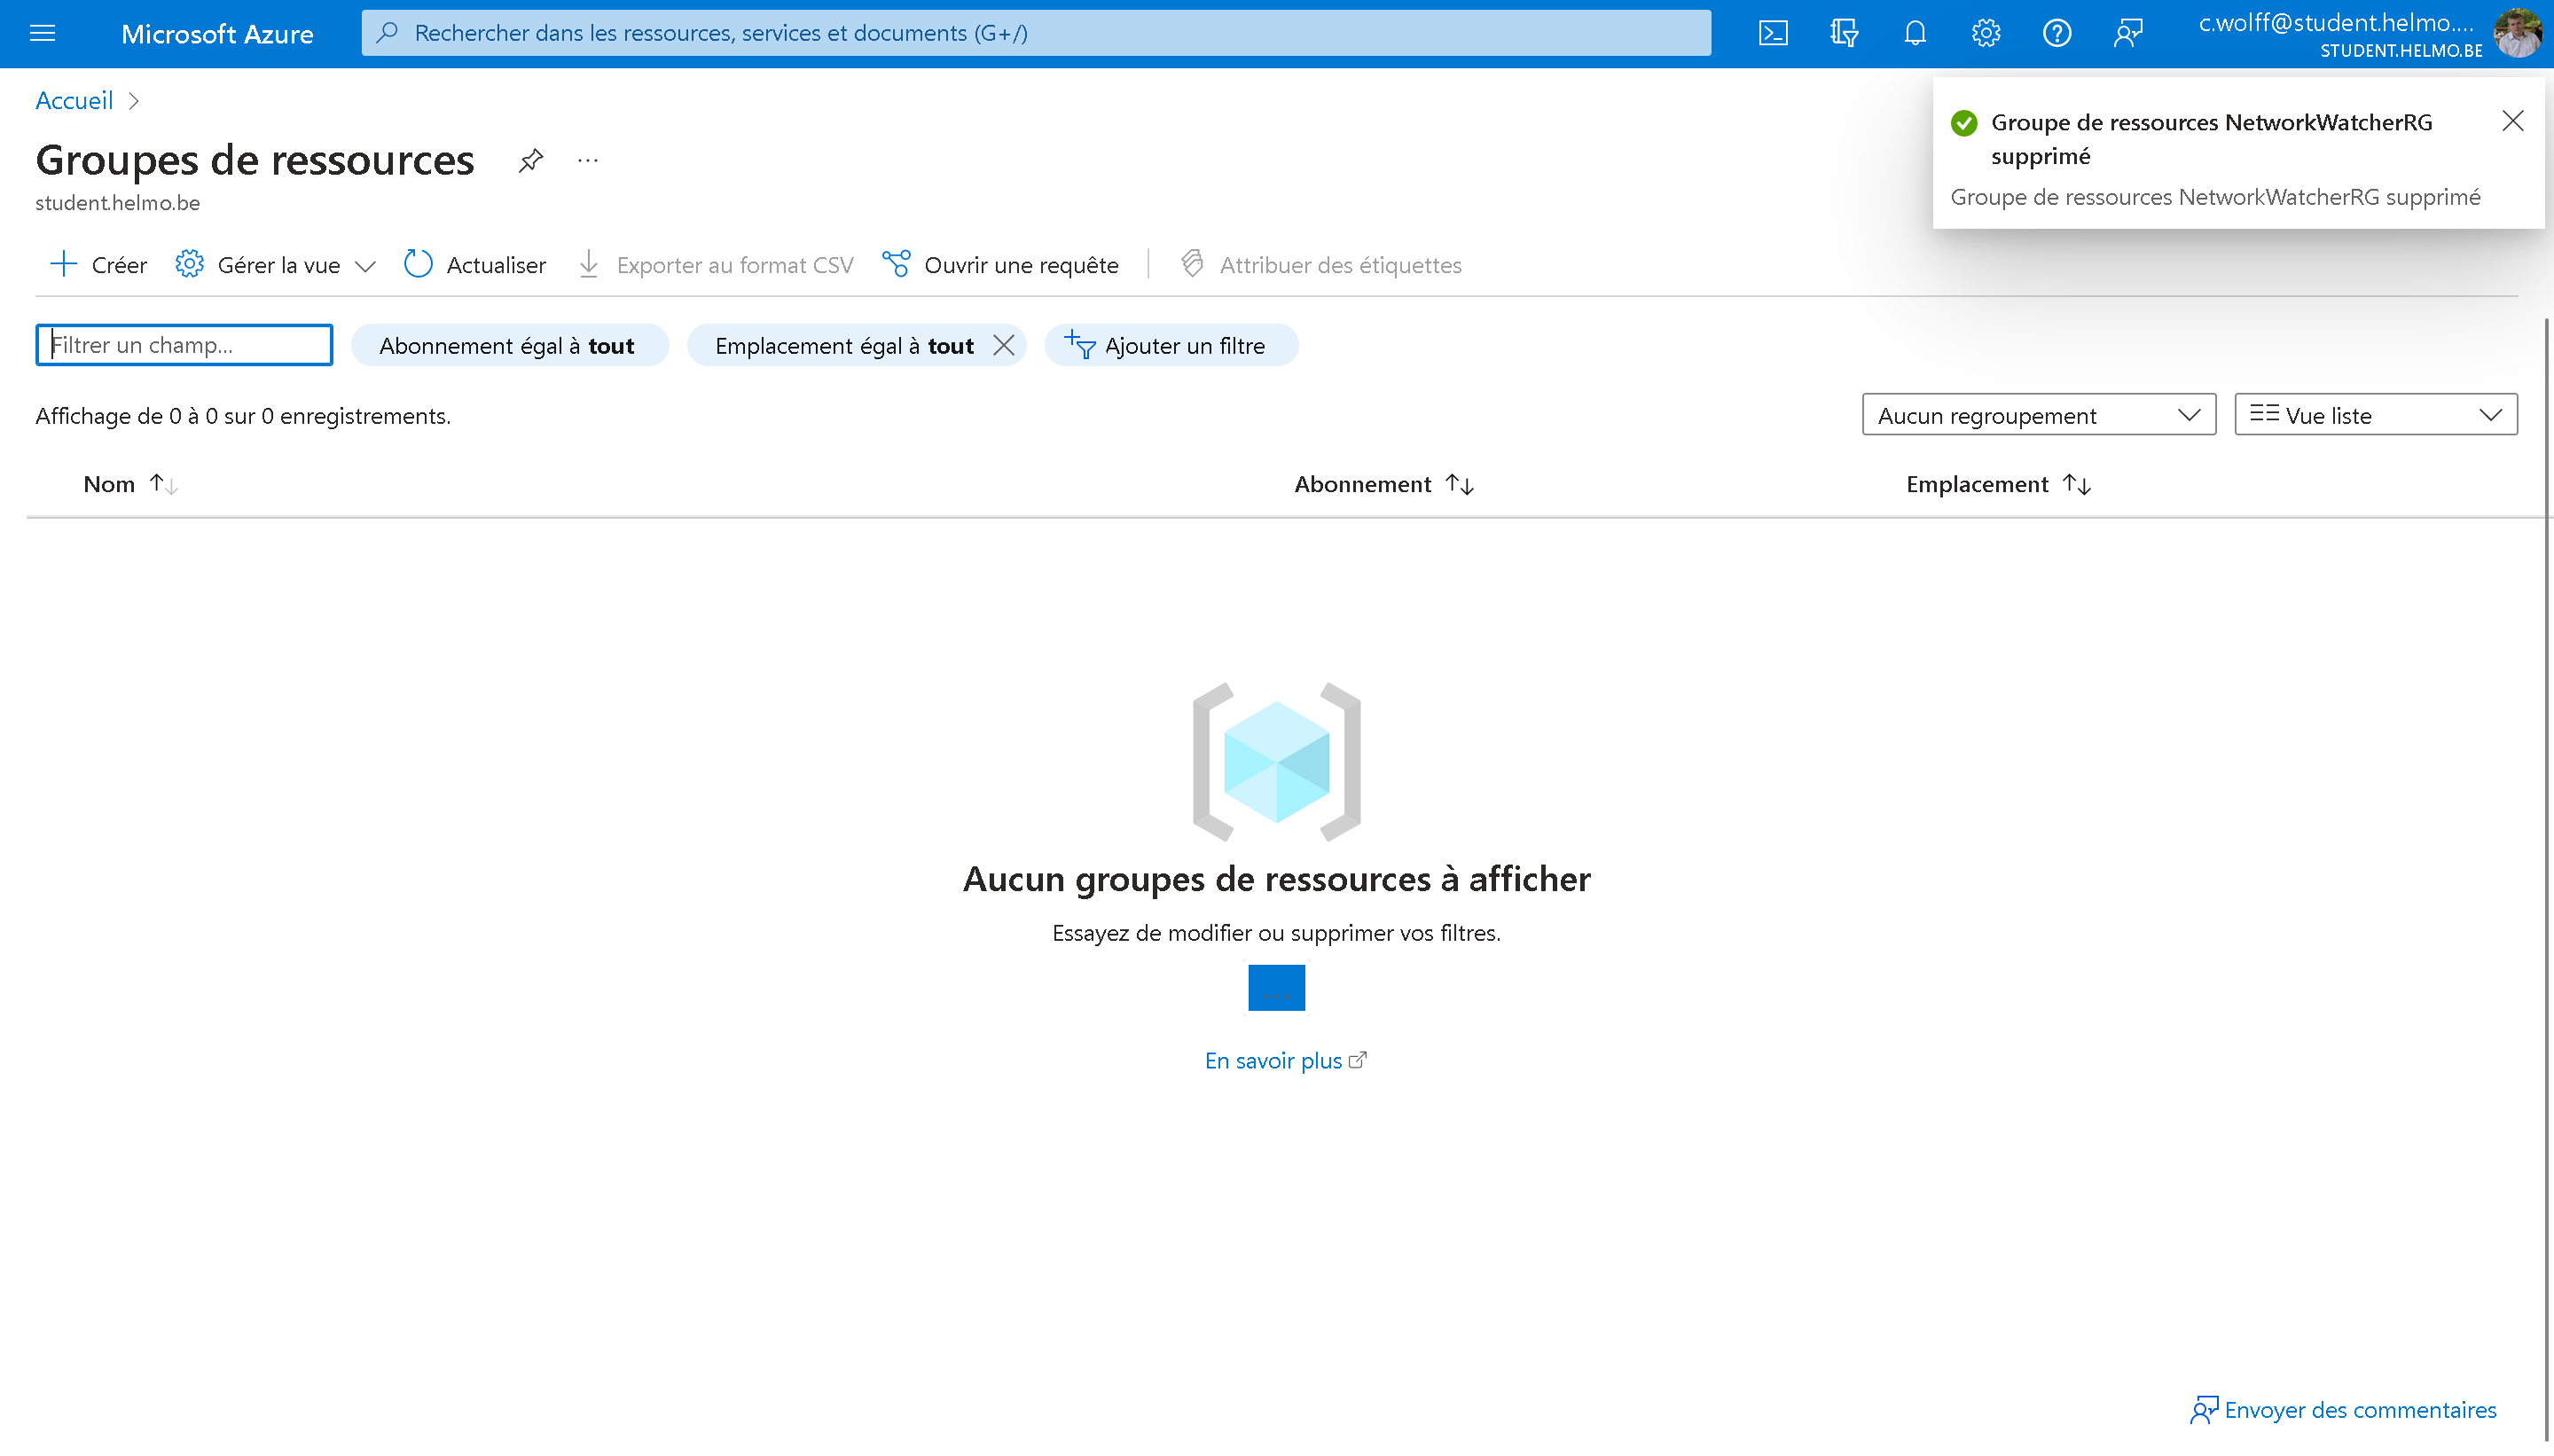 Microsoft Azure
Rechercher dans les ressources, services et documents (G+/)
c.wolff@student.helmo....
STUDENT.HELMO.BE
Accueil
Groupe de ressources NetworkWatcherRG
supprimé
Groupe de ressources NetworkWatcherRG supprimé
Groupes de ressources
student.helmo.be
Créer
Gérer la vue
Actualiser
Exporter au format CSV
Ouvrir une requête
Attribuer des étiquettes
Filtrer un champ...
Abonnement égal à tout
Emplacement égal à tout
Ajouter un filtre
Affichage de 0 à 0 sur 0 enregistrements.
Aucun regroupement
Vue liste
Nom
Abonnement
Emplacement
Aucun groupes de ressources à afficher
Essayez de modifier ou supprimer vos filtres.
...
En savoir plus
Envoyer des commentaires